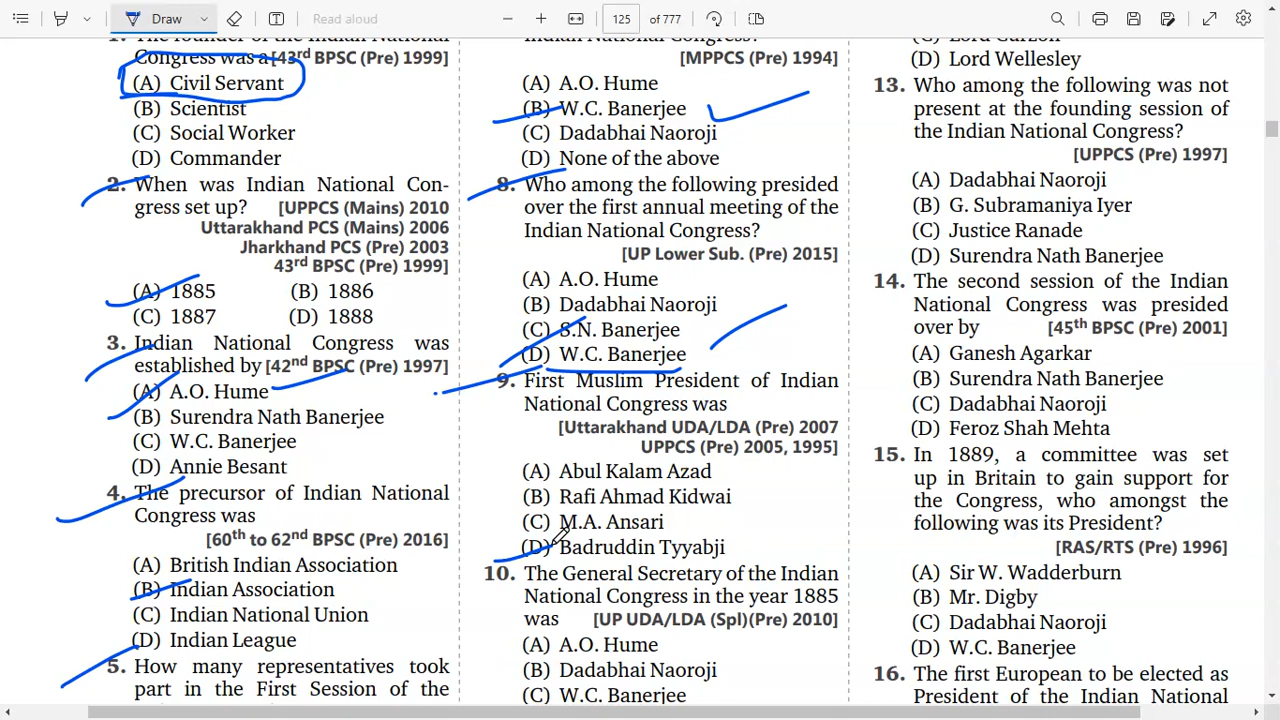 Draw
Read aloud
125 of 777
1. The founder of the Indian National
Congress was a [43rd BPSC (Pre) 1999]
(A) Civil Servant
(B) Scientist
(C) Social Worker
(D) Commander
2. When was Indian National Con-
gress set up? [UPPCS (Mains) 2010
Uttarakhand PCS (Mains) 2006
Jharkhand PCS (Pre) 2003
43rd BPSC (Pre) 1999]
(A) 1885 (B) 1886
(C) 1887 (D) 1888
3. Indian National Congress was
established by [42nd BPSC (Pre) 1997]
(A) A.O. Hume
(B) Surendra Nath Banerjee
(C) W.C. Banerjee
(D) Annie Besant
4. The precursor of Indian National
Congress was
[60th to 62nd BPSC (Pre) 2016]
(A) British Indian Association
(B) Indian Association
(C) Indian National Union
(D) Indian League
5. How many representatives took
part in the First Session of the
Indian National Congress?
[MPPCS (Pre) 1994]
(A) A.O. Hume
(B) W.C. Banerjee
(C) Dadabhai Naoroji
(D) None of the above
8. Who among the following presided
over the first annual meeting of the
Indian National Congress?
[UP Lower Sub. (Pre) 2015]
(A) A.O. Hume
(B) Dadabhai Naoroji
(C) S.N. Banerjee
(D) W.C. Banerjee
9. First Muslim President of Indian
National Congress was
[Uttarakhand UDA/LDA (Pre) 2007
UPPCS (Pre) 2005, 1995]
(A) Abul Kalam Azad
(B) Rafi Ahmad Kidwai
(C) M.A. Ansari
(D) Badruddin Tyyabji
10. The General Secretary of the Indian
National Congress in the year 1885
was [UP UDA/LDA (Spl)(Pre) 2010]
(A) A.O. Hume
(B) Dadabhai Naoroji
(C) W.C. Banerjee
(C) Lord Curzon
(D) Lord Wellesley
13. Who among the following was not
present at the founding session of
the Indian National Congress?
[UPPCS (Pre) 1997]
(A) Dadabhai Naoroji
(B) G. Subramaniya Iyer
(C) Justice Ranade
(D) Surendra Nath Banerjee
14. The second session of the Indian
National Congress was presided
over by [45th BPSC (Pre) 2001]
(A) Ganesh Agarkar
(B) Surendra Nath Banerjee
(C) Dadabhai Naoroji
(D) Feroz Shah Mehta
15. In 1889, a committee was set
up in Britain to gain support for
the Congress, who amongst the
following was its President?
[RAS/RTS (Pre) 1996]
(A) Sir W. Wadderburn
(B) Mr. Digby
(C) Dadabhai Naoroji
(D) W.C. Banerjee
16. The first European to be elected as
President of the Indian National